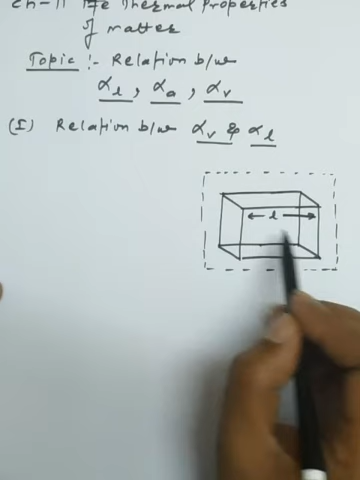 Ch-11 The Thermal Properties
of matter
Topic :- Relation b/w
αl, αa, αv
(I) Relation b/w αv & αl
l